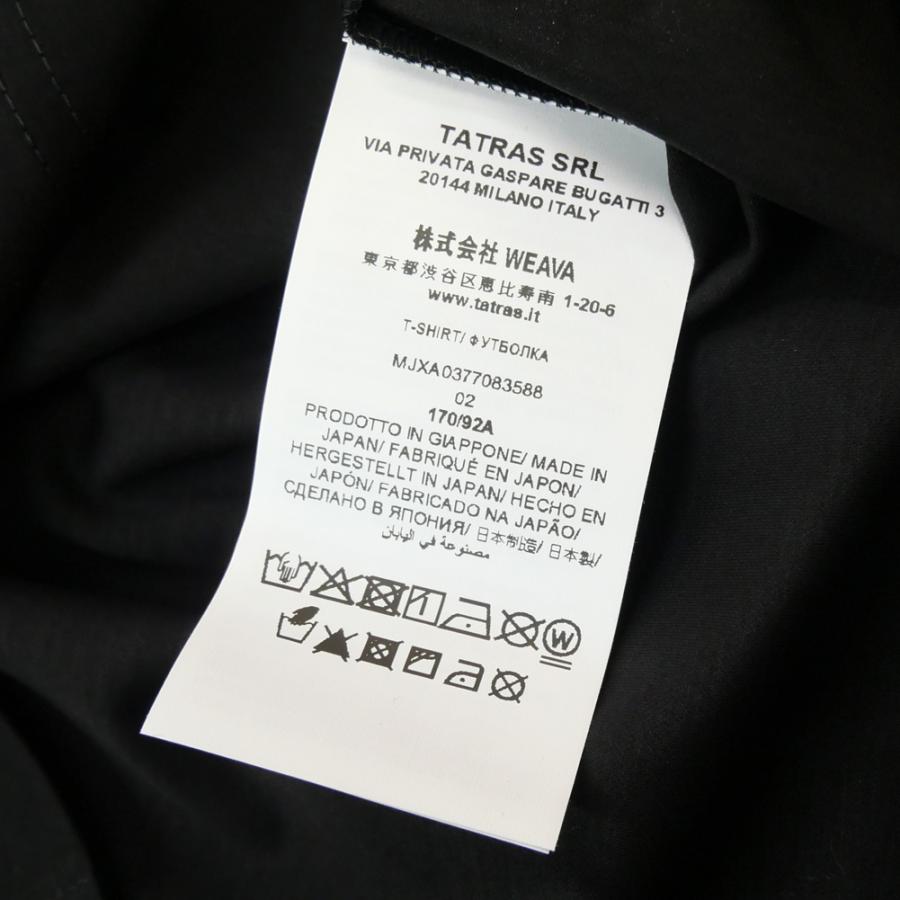 TATRAS SRL
VIA PRIVATA GASPARE BUGATTI 3
20144 MILANO ITALY
株式会社 WEAVA
東京都渋谷区恵比寿南 1-20-6
www.tatras.it
T-SHIRT/ ФУТБОЛКА
MJXA0377083588
02
170/92A
PRODOTTO IN GIAPPONE/ MADE IN
JAPAN/ FABRIQUÉ EN JAPON/
HERGESTELLT IN JAPAN/ HECHO EN
JAPÓN/ FABRICADO NA JAPÃO/
СДЕЛАНО В ЯПОНИЯ/ 日本制造/ 日本製/
مصنوعة في اليابان
W